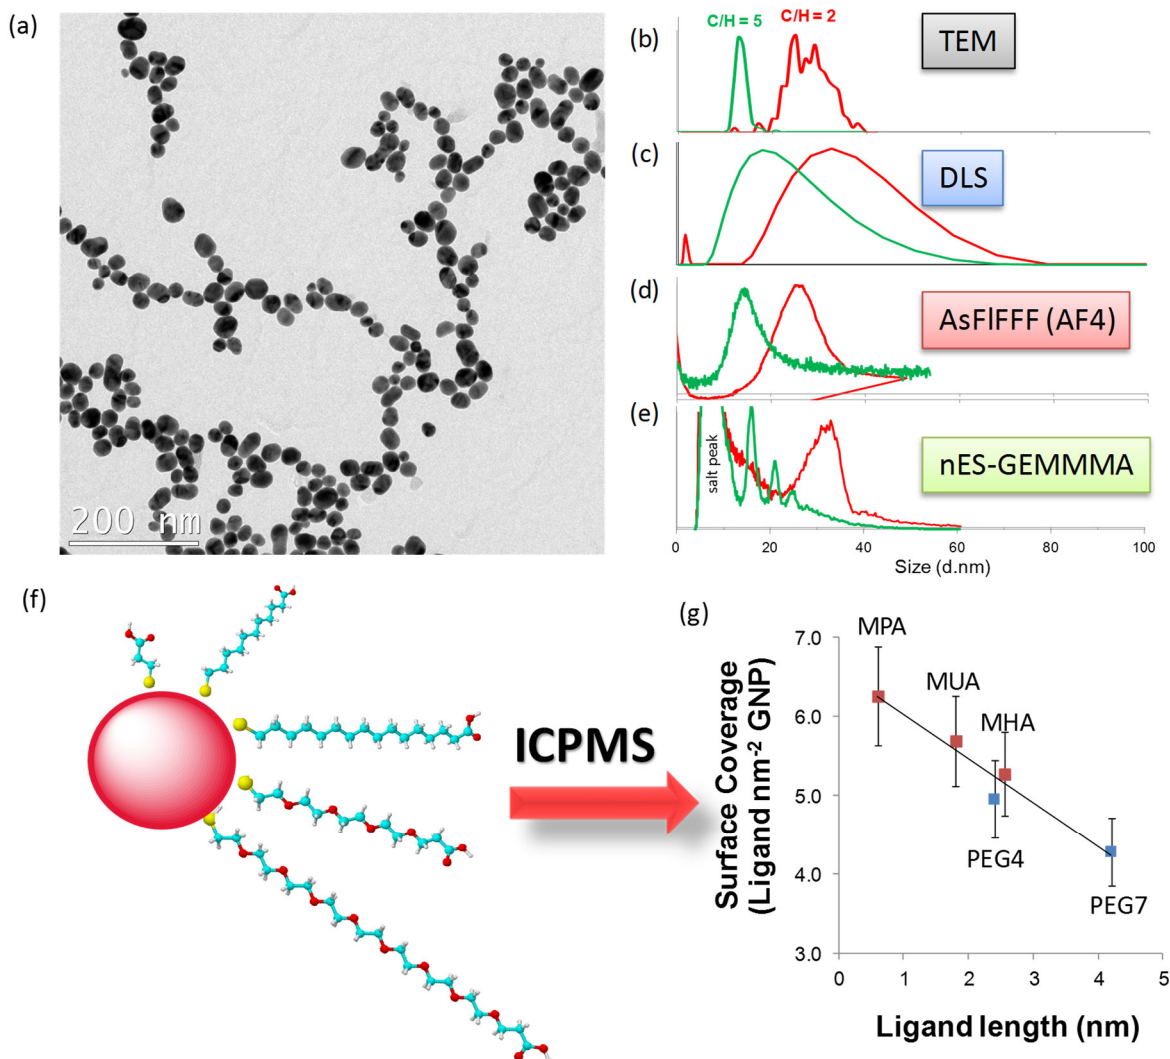 (a)
200 nm
C/H = 5
C/H = 2
(b)
TEM
(c)
DLS
(d)
AsFlFFF (AF4)
(e)
salt peak
nES-GEMMMA
0
20
40
60
80
100
Size (d.nm)
(f)
ICPMS
(g)
Surface Coverage
(Ligand nm⁻² GNP)
7.0
6.0
5.0
4.0
3.0
MPA
MUA
MHA
PEG4
PEG7
0
1
2
3
4
5
Ligand length (nm)